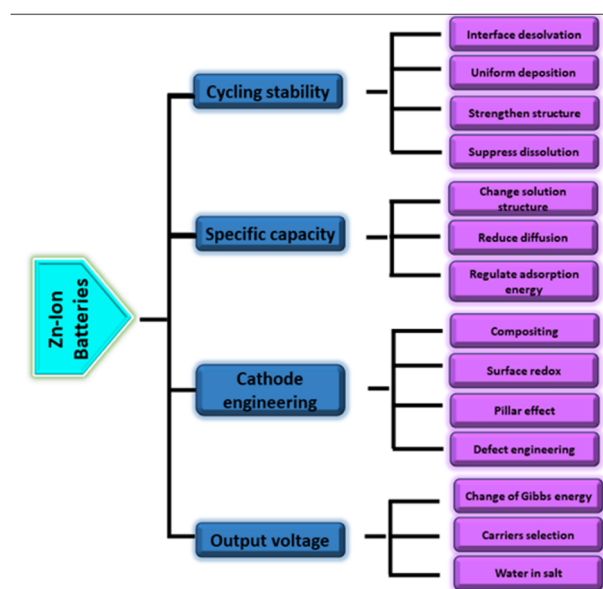 Zn-Ion
Batteries
Cycling stability
Interface desolvation
Uniform deposition
Strengthen structure
Suppress dissolution
Specific capacity
Change solution
structure
Reduce diffusion
Regulate adsorption
energy
Cathode
engineering
Compositing
Surface redox
Pillar effect
Defect engineering
Output voltage
Change of Gibbs energy
Carriers selection
Water in salt